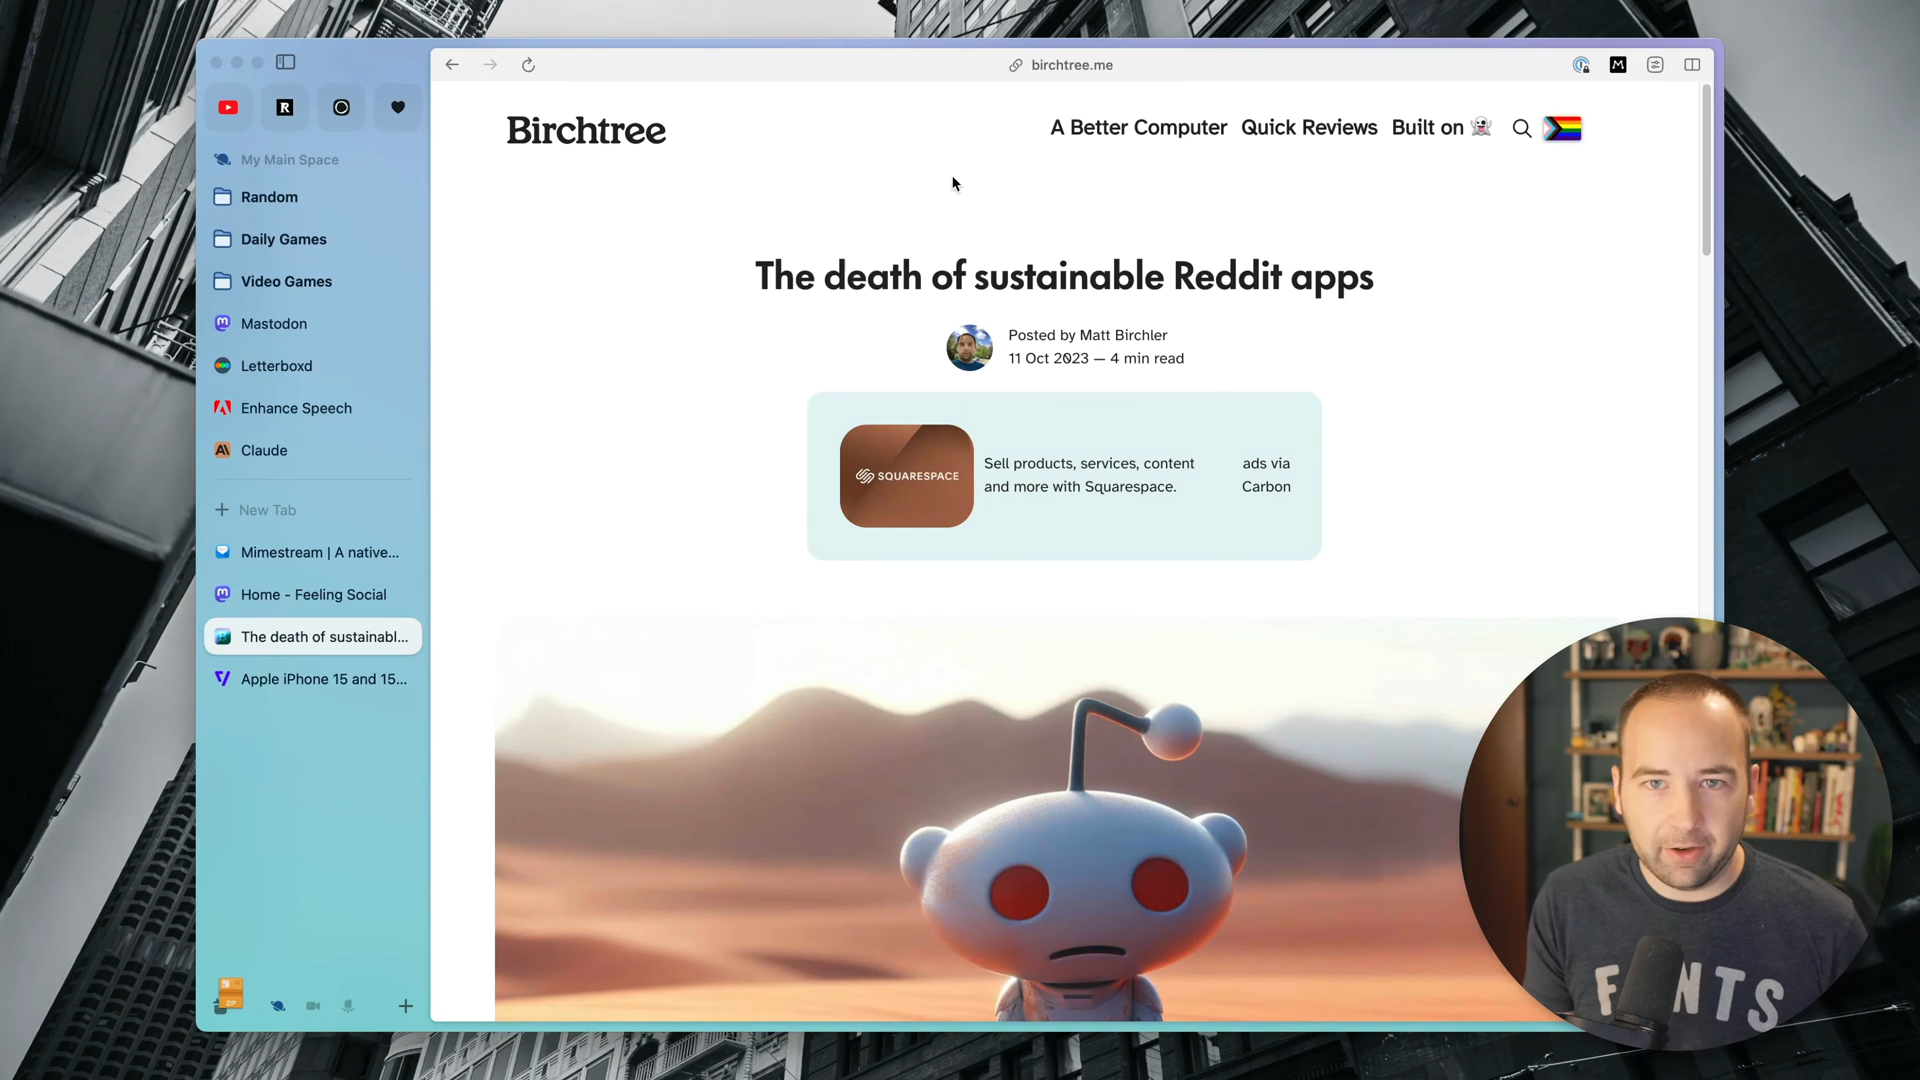 birchtree.me
My Main Space
Random
Daily Games
Video Games
Mastodon
Letterboxd
Enhance Speech
Claude
New Tab
Mimestream | A native...
Home - Feeling Social
The death of sustainabl...
Apple iPhone 15 and 15...
ZIP
Birchtree
A Better Computer Quick Reviews Built on
The death of sustainable Reddit apps
Posted by Matt Birchler
11 Oct 2023 — 4 min read
SQUARESPACE
Sell products, services, content
and more with Squarespace.
ads via
Carbon
F NTS